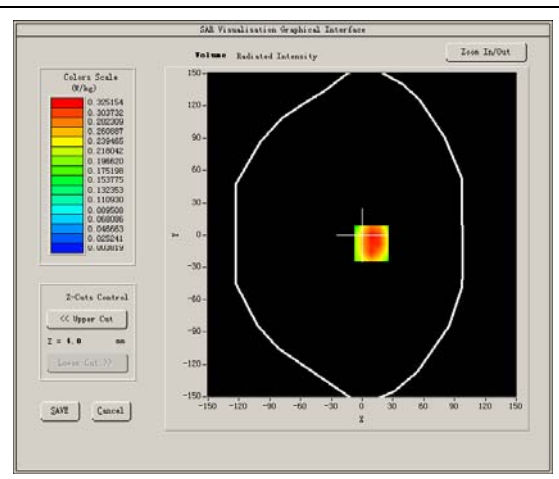 SAR Visualisation Graphical Interface
Volume Radiated Intensity
Zoom In/Out
Colors Scale
(W/kg)
0.325154
0.303732
0.282309
0.260887
0.239465
0.218042
0.196620
0.175198
0.153775
0.132353
0.110930
0.089508
0.068086
0.046663
0.025241
0.003819
Z-Cuts Control
<< Upper Cut
Z = 4.0 mm
Lower Cut >>
SAVE
Cancel
150
120
90
60
30
0
-30
-60
-90
-120
-150
Y
-150 -120 -90 -60 -30 0 30 60 90 120 150
X